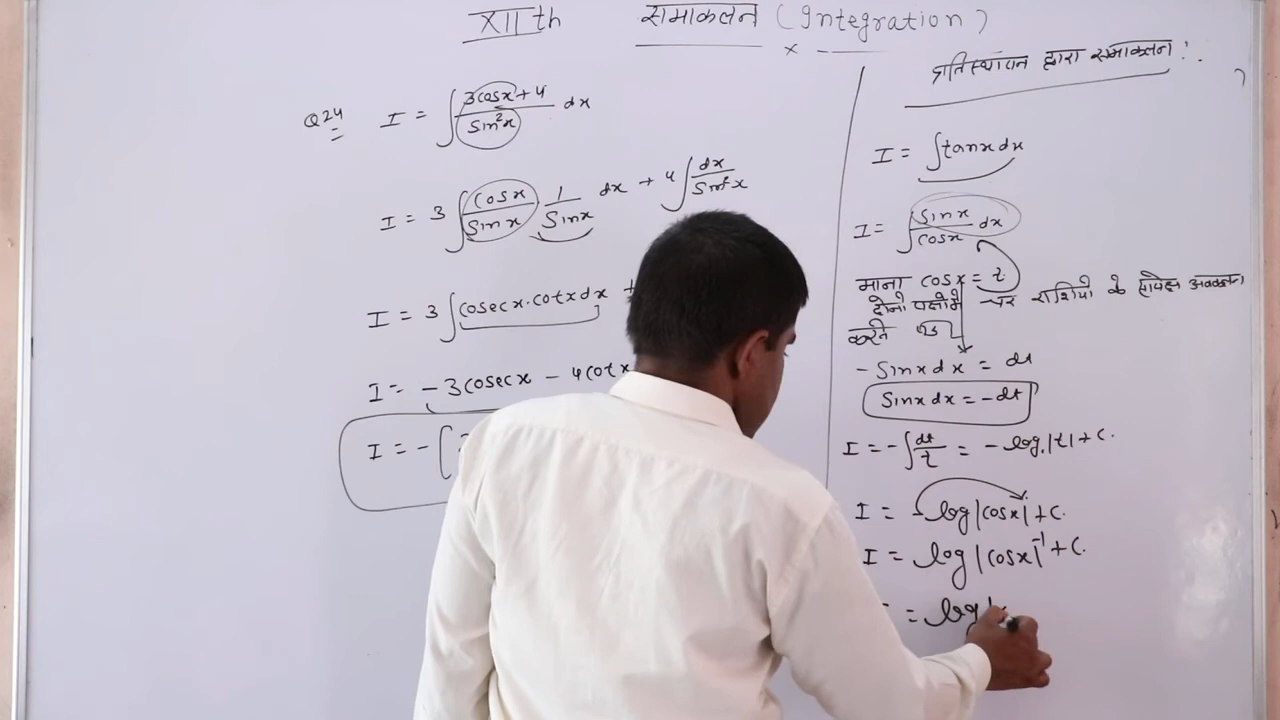 XIIth समाकलन (Integration)
Q24 I = ∫ (3cosx+4)/(sin²x) dx
I = 3 ∫ (cosx/sinx) · (1/sinx) dx + 4 ∫ dx/sin²x
I = 3 ∫ cosecx·cotx dx +
I = -3cosecx - 4cotx
I = -[
प्रतिस्थापन द्वारा समाकलन :
I = ∫tanx dx
I = ∫ (sinx/cosx) dx
माना cosx = t
दोनो पक्षोमे चर राशियो के सापेक्ष अवकलन
करते
-sinx dx = dt
sinx dx = -dt
I = -∫ dt/t = -log|t|+c.
I = -log|cosx|+c.
I = log|cosx|⁻¹+c.
= log|